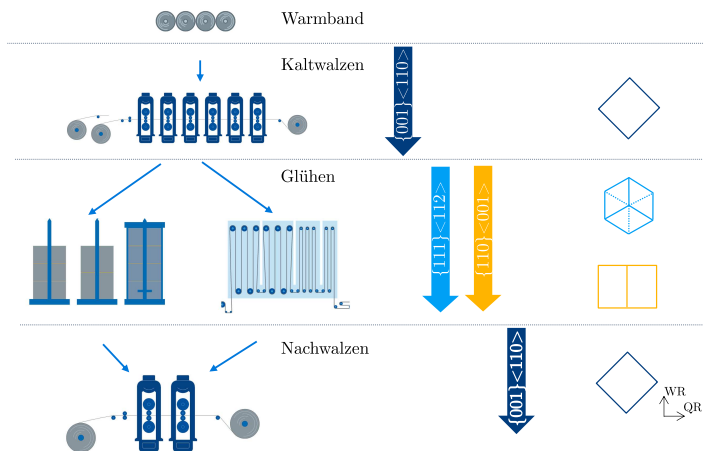 Warmband
Kaltwalzen
{001}<110>
Glühen
{111}<112>
{110}<001>
Nachwalzen
{001}<110>
WR
QR